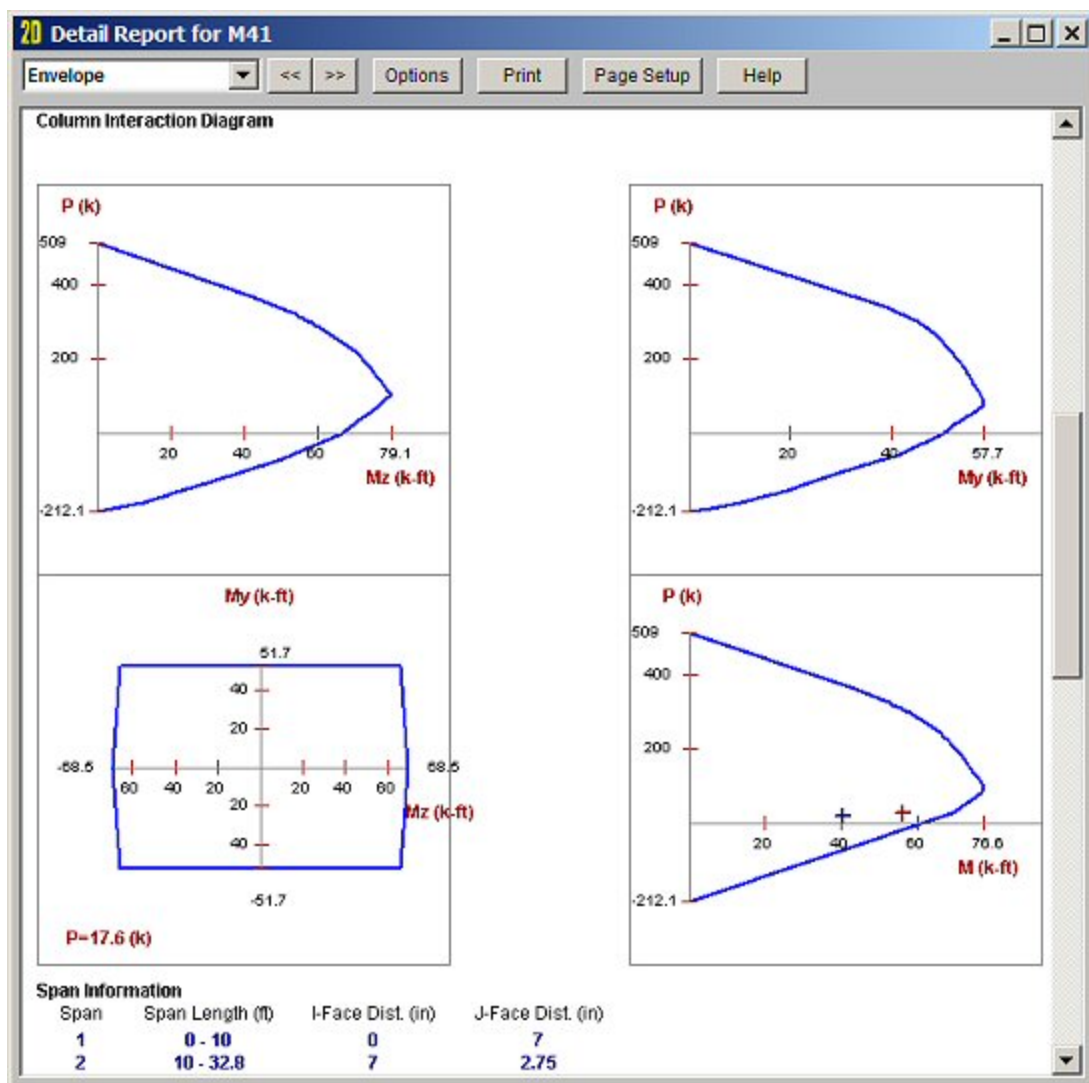 2D Detail Report for M41
Envelope << >> Options Print Page Setup Help
Column Interaction Diagram
P (k)
509
400
200
20 40 60 79.1
Mz (k-ft)
-212.1
P (k)
509
400
200
20 40 57.7
My (k-ft)
-212.1
My (k-ft)
51.7
40
20
-68.5 60 40 20 20 40 60 68.5
20
Mz (k-ft)
40
-51.7
P=17.6 (k)
P (k)
509
400
200
20 40 60 76.6
M (k-ft)
-212.1
Span Information
Span Span Length (ft) I-Face Dist. (in) J-Face Dist. (in)
1 0 - 10 0 7
2 10 - 32.8 7 2.75